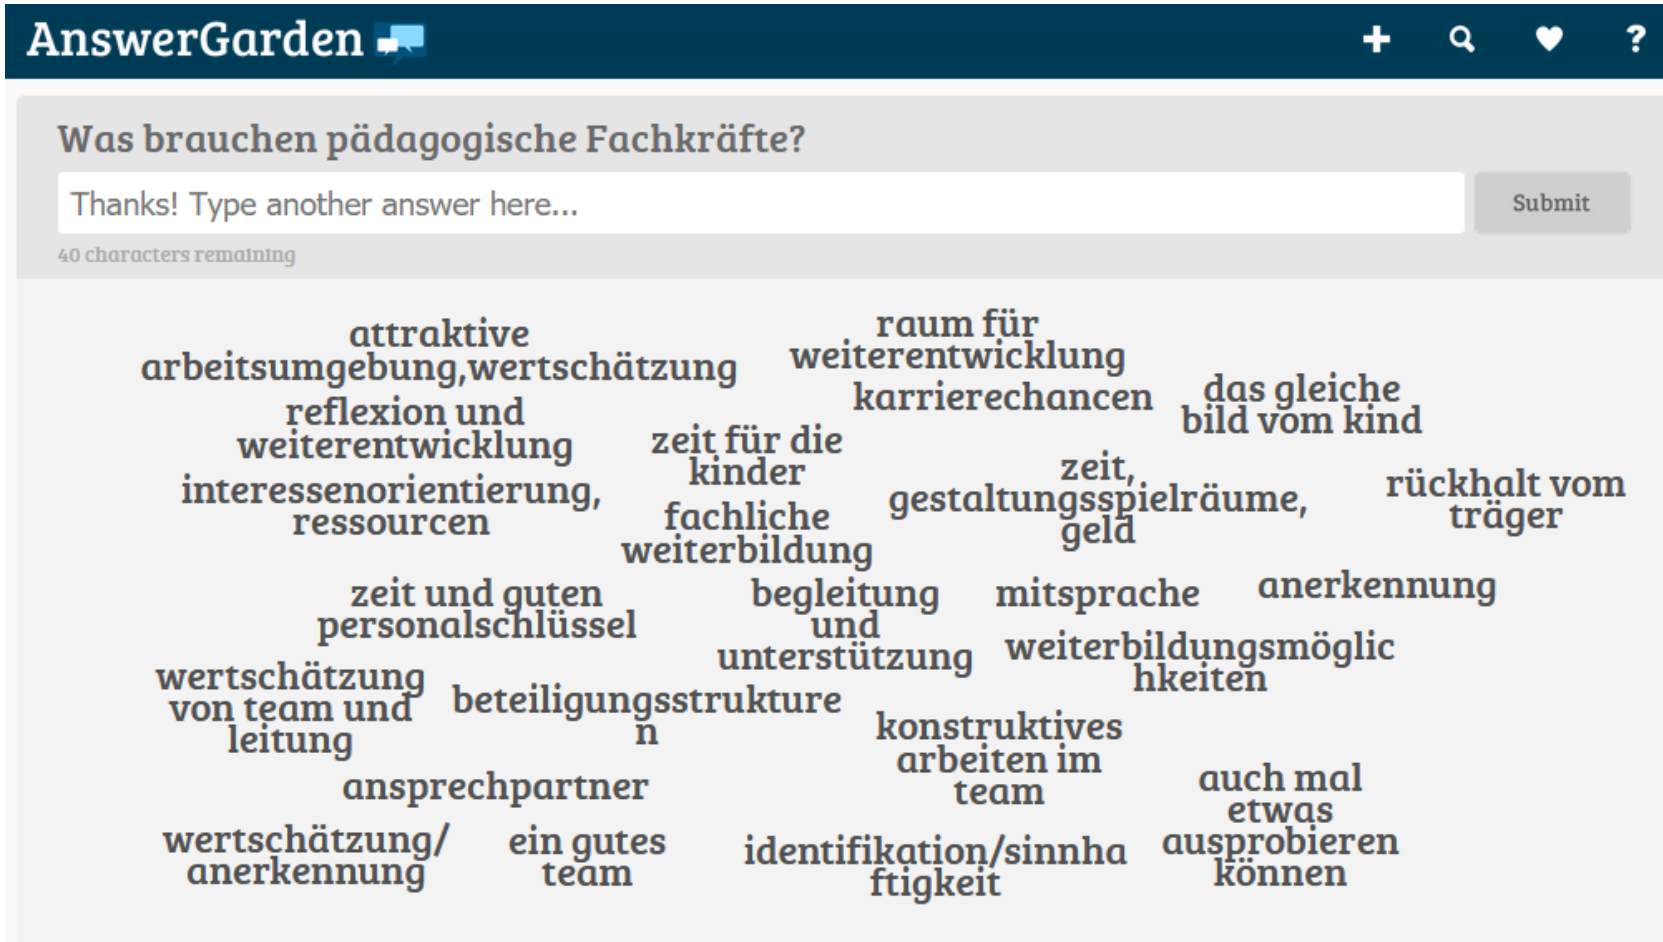 AnswerGarden
Was brauchen pädagogische Fachkräfte?
Thanks! Type another answer here...
Submit
40 characters remaining
attraktive
arbeitsumgebung,wertschätzung
raum für
weiterentwicklung
karrierechancen
das gleiche
bild vom kind
reflexion und
weiterentwicklung
zeit für die
kinder
interessenorientierung,
ressourcen
fachliche
weiterbildung
zeit,
gestaltungsspielräume,
geld
rückhalt vom
träger
zeit und guten
personalschlüssel
begleitung
und
unterstützung
mitsprache
anerkennung
weiterbildungsmöglic
hkeiten
wertschätzung
von team und
leitung
beteiligungsstrukture
n
konstruktives
arbeiten im
team
ansprechpartner
auch mal
etwas
ausprobieren
können
wertschätzung/
anerkennung
ein gutes
team
identifikation/sinnha
ftigkeit